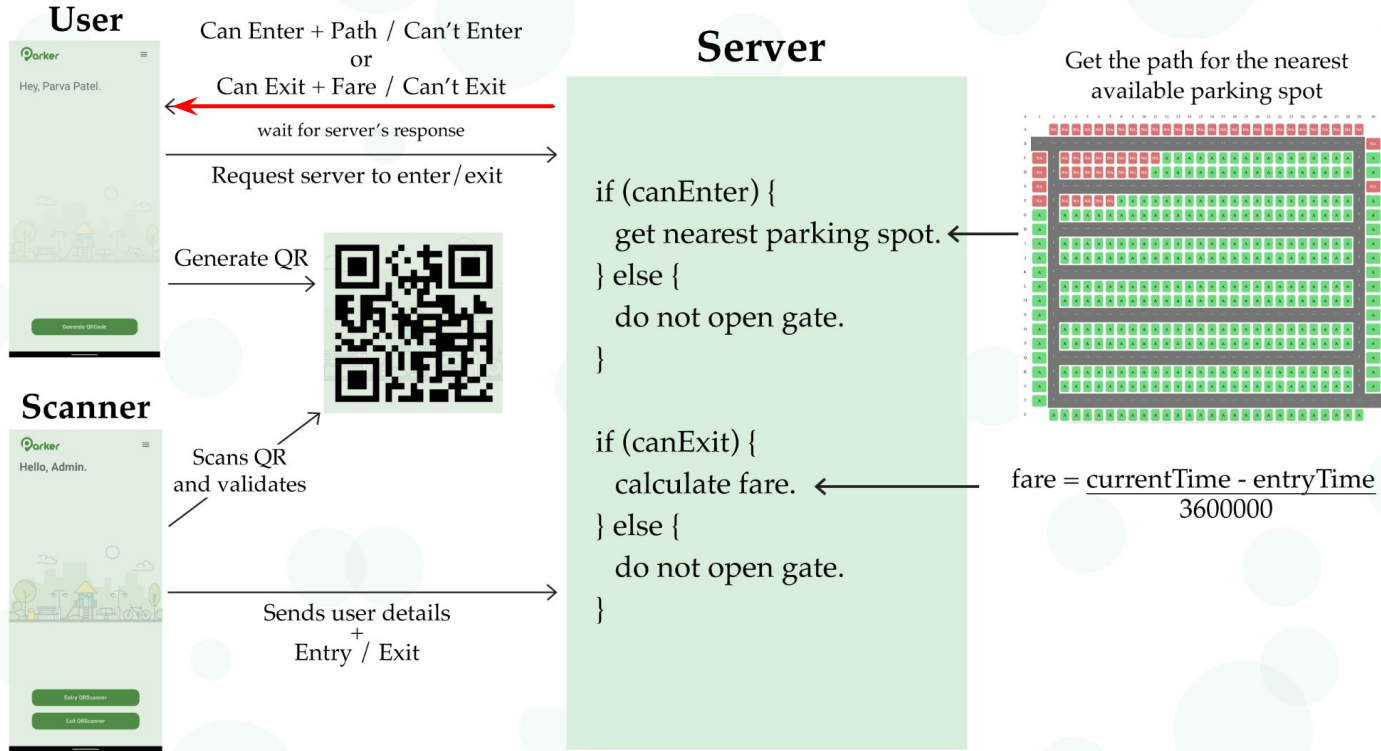 User
Parker
Hey, Parva Patel.
Generate QRCode
Can Enter + Path / Can't Enter
or
Can Exit + Fare / Can't Exit
wait for server's response
Request server to enter/exit
Generate QR
Scanner
Parker
Hello, Admin.
Entry QRScanner
Exit QRScanner
Scans QR
and validates
Sends user details
+
Entry / Exit
Server
if (canEnter) {
get nearest parking spot.
} else {
do not open gate.
}
if (canExit) {
calculate fare.
} else {
do not open gate.
}
Get the path for the nearest
available parking spot
fare = currentTime - entryTime
3600000